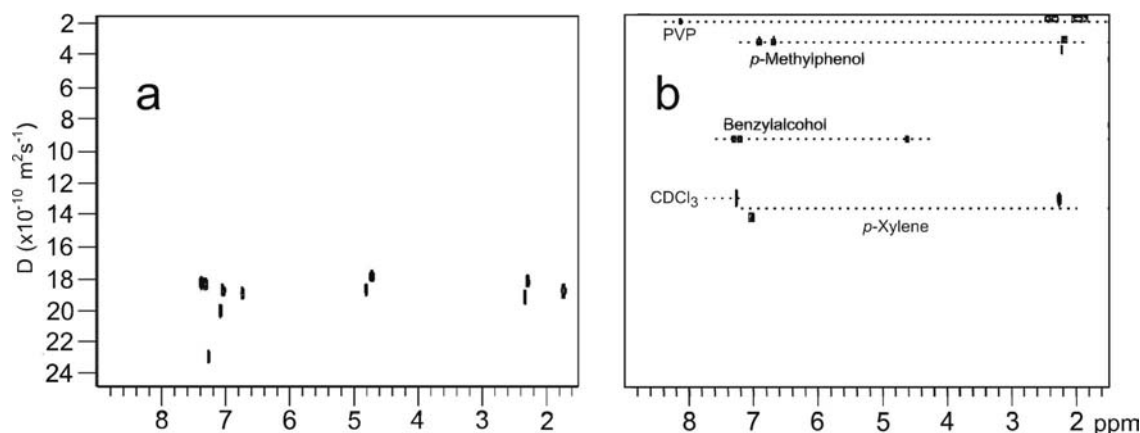 2
4
6
8
10
12
14
16
18
20
22
24
D (x10⁻¹⁰ m²s⁻¹)
a
8 7 6 5 4 3 2
PVP
p-Methylphenol
b
Benzylalcohol
CDCl₃
p-Xylene
8 7 6 5 4 3 2 ppm